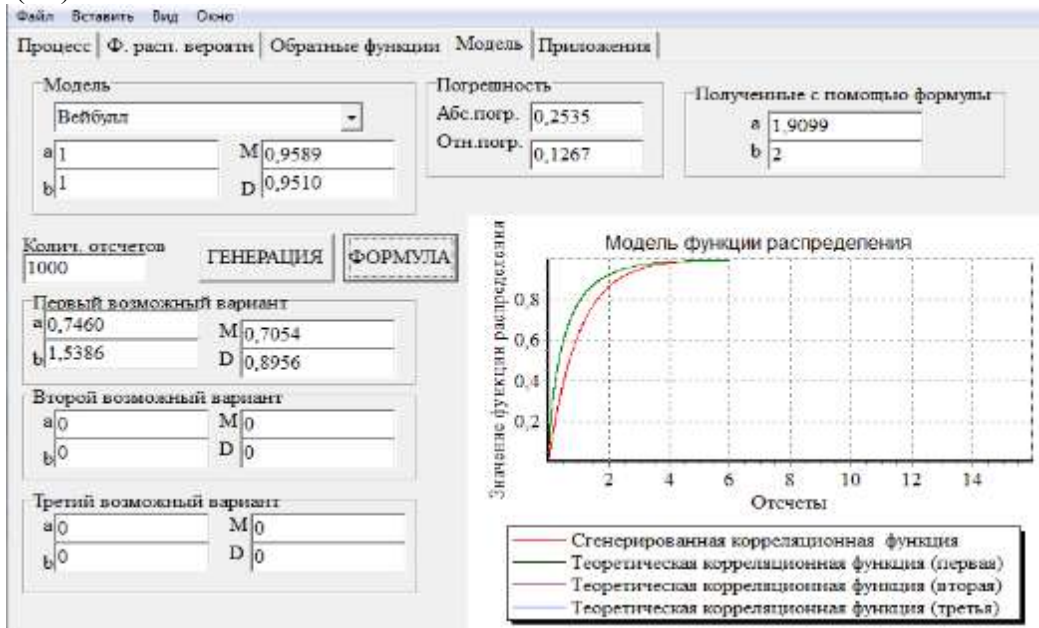 Файл Вставить Вид Окно
Процесс Ф. расп. вероятн Обратные функции Модель Приложения
Модель
Вейбулл
a 1 M 0,9589
b 1 D 0,9510
Погрешность
Абс.погр. 0,2535
Отн.погр. 0,1267
Полученные с помощью формулы
a 1,9099
b 2
Колич. отсчетов
1000
ГЕНЕРАЦИЯ ФОРМУЛА
Первый возможный вариант
a 0,7460 M 0,7054
b 1,5386 D 0,8956
Второй возможный вариант
a 0 M 0
b 0 D 0
Третий возможный вариант
a 0 M 0
b 0 D 0
Модель функции распределения
Значение функции распределения
0,8
0,6
0,4
0,2
2 4 6 8 10 12 14
Отсчеты
Сгенерированная корреляционная функция
Теоретическая корреляционная функция (первая)
Теоретическая корреляционная функция (вторая)
Теоретическая корреляционная функция (третья)